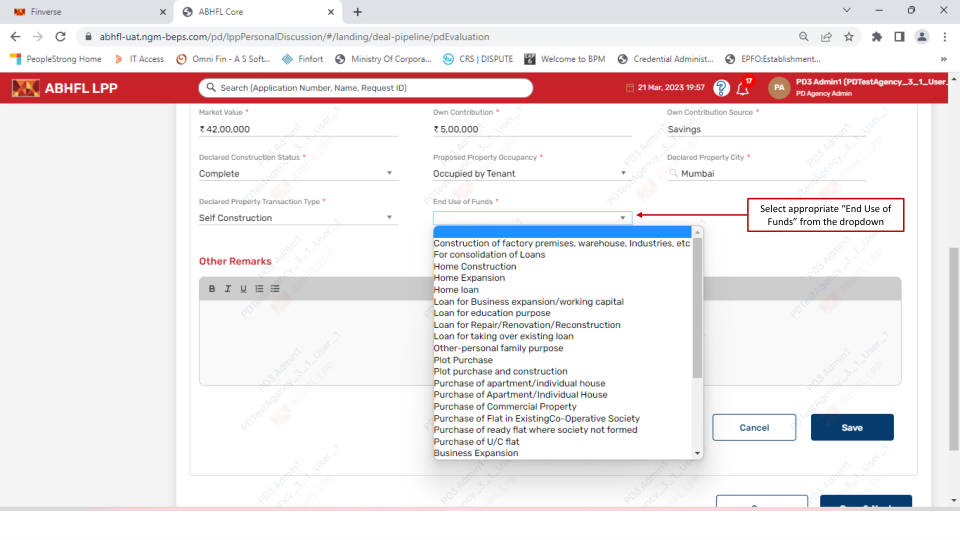 Finverse
ABHFL Core
abhfl-uat.ngm-beps.com/pd/lppPersonalDiscussion/#/landing/deal-pipeline/pdEvaluation
PeopleStrong Home
IT Access
Omni Fin - A S Soft...
Finfort
Ministry Of Corpora...
CRS | DISPUTE
Welcome to BPM
Credential Administ...
EPFO:Establishment...
ABHFL LPP
Search (Application Number, Name, Request ID)
21 Mar, 2023 19:57
17
PA
PD3 Admin1 (PDTestAgency_3_1_User_
PD Agency Admin
Market Value *
Own Contribution *
Own Contribution Source *
₹ 42,00,000
₹ 5,00,000
Savings
Declared Construction Status *
Proposed Property Occupancy *
Declared Property City *
Complete
Occupied by Tenant
Mumbai
Declared Property Transaction Type *
End Use of Funds *
Self Construction
Select appropriate “End Use of
Funds” from the dropdown
Construction of factory premises, warehouse, Industries, etc
For consolidation of Loans
Home Construction
Home Expansion
Home loan
Loan for Business expansion/working capital
Loan for education purpose
Loan for Repair/Renovation/Reconstruction
Loan for taking over existing loan
Other-personal family purpose
Plot Purchase
Plot purchase and construction
Purchase of apartment/individual house
Purchase of Apartment/Individual House
Purchase of Commercial Property
Purchase of Flat in ExistingCo-Operative Society
Purchase of ready flat where society not formed
Purchase of U/C flat
Business Expansion
Other Remarks
B I U
Cancel
Save